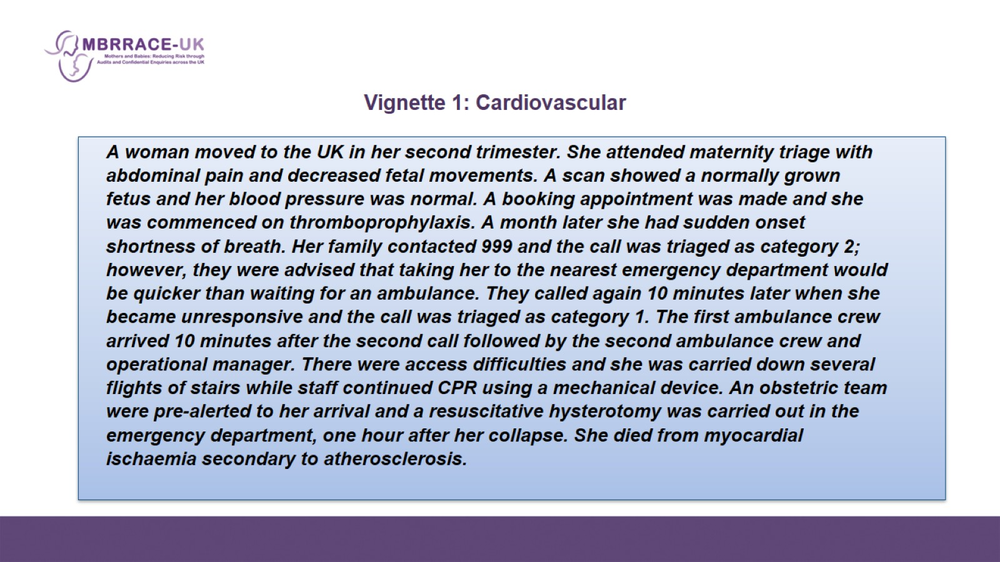 MBRRACE-UK
Mothers and Babies: Reducing Risk through
Audits and Confidential Enquiries across the UK
Vignette 1: Cardiovascular
A woman moved to the UK in her second trimester. She attended maternity triage with
abdominal pain and decreased fetal movements. A scan showed a normally grown
fetus and her blood pressure was normal. A booking appointment was made and she
was commenced on thromboprophylaxis. A month later she had sudden onset
shortness of breath. Her family contacted 999 and the call was triaged as category 2;
however, they were advised that taking her to the nearest emergency department would
be quicker than waiting for an ambulance. They called again 10 minutes later when she
became unresponsive and the call was triaged as category 1. The first ambulance crew
arrived 10 minutes after the second call followed by the second ambulance crew and
operational manager. There were access difficulties and she was carried down several
flights of stairs while staff continued CPR using a mechanical device. An obstetric team
were pre-alerted to her arrival and a resuscitative hysterotomy was carried out in the
emergency department, one hour after her collapse. She died from myocardial
ischaemia secondary to atherosclerosis.